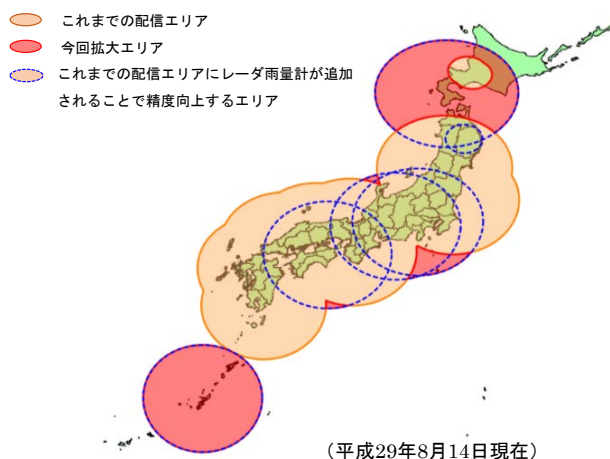 これまでの配信エリア
今回拡大エリア
これまでの配信エリアにレーダ雨量計が追加
されることで精度向上するエリア
（平成29年8月14日現在）